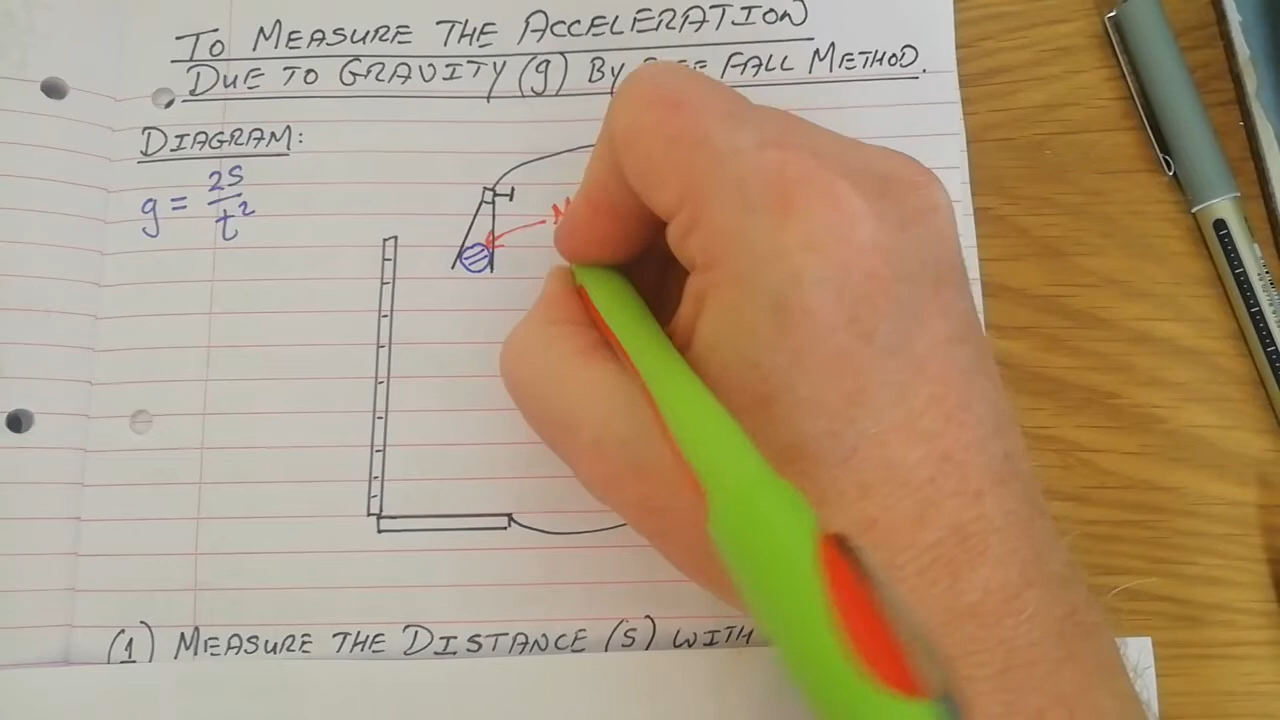 TO MEASURE THE ACCELERATION
DUE TO GRAVITY (g) BY FALL METHOD.
DIAGRAM:
g = 2S/t²
(1) MEASURE THE DISTANCE (S) WITH